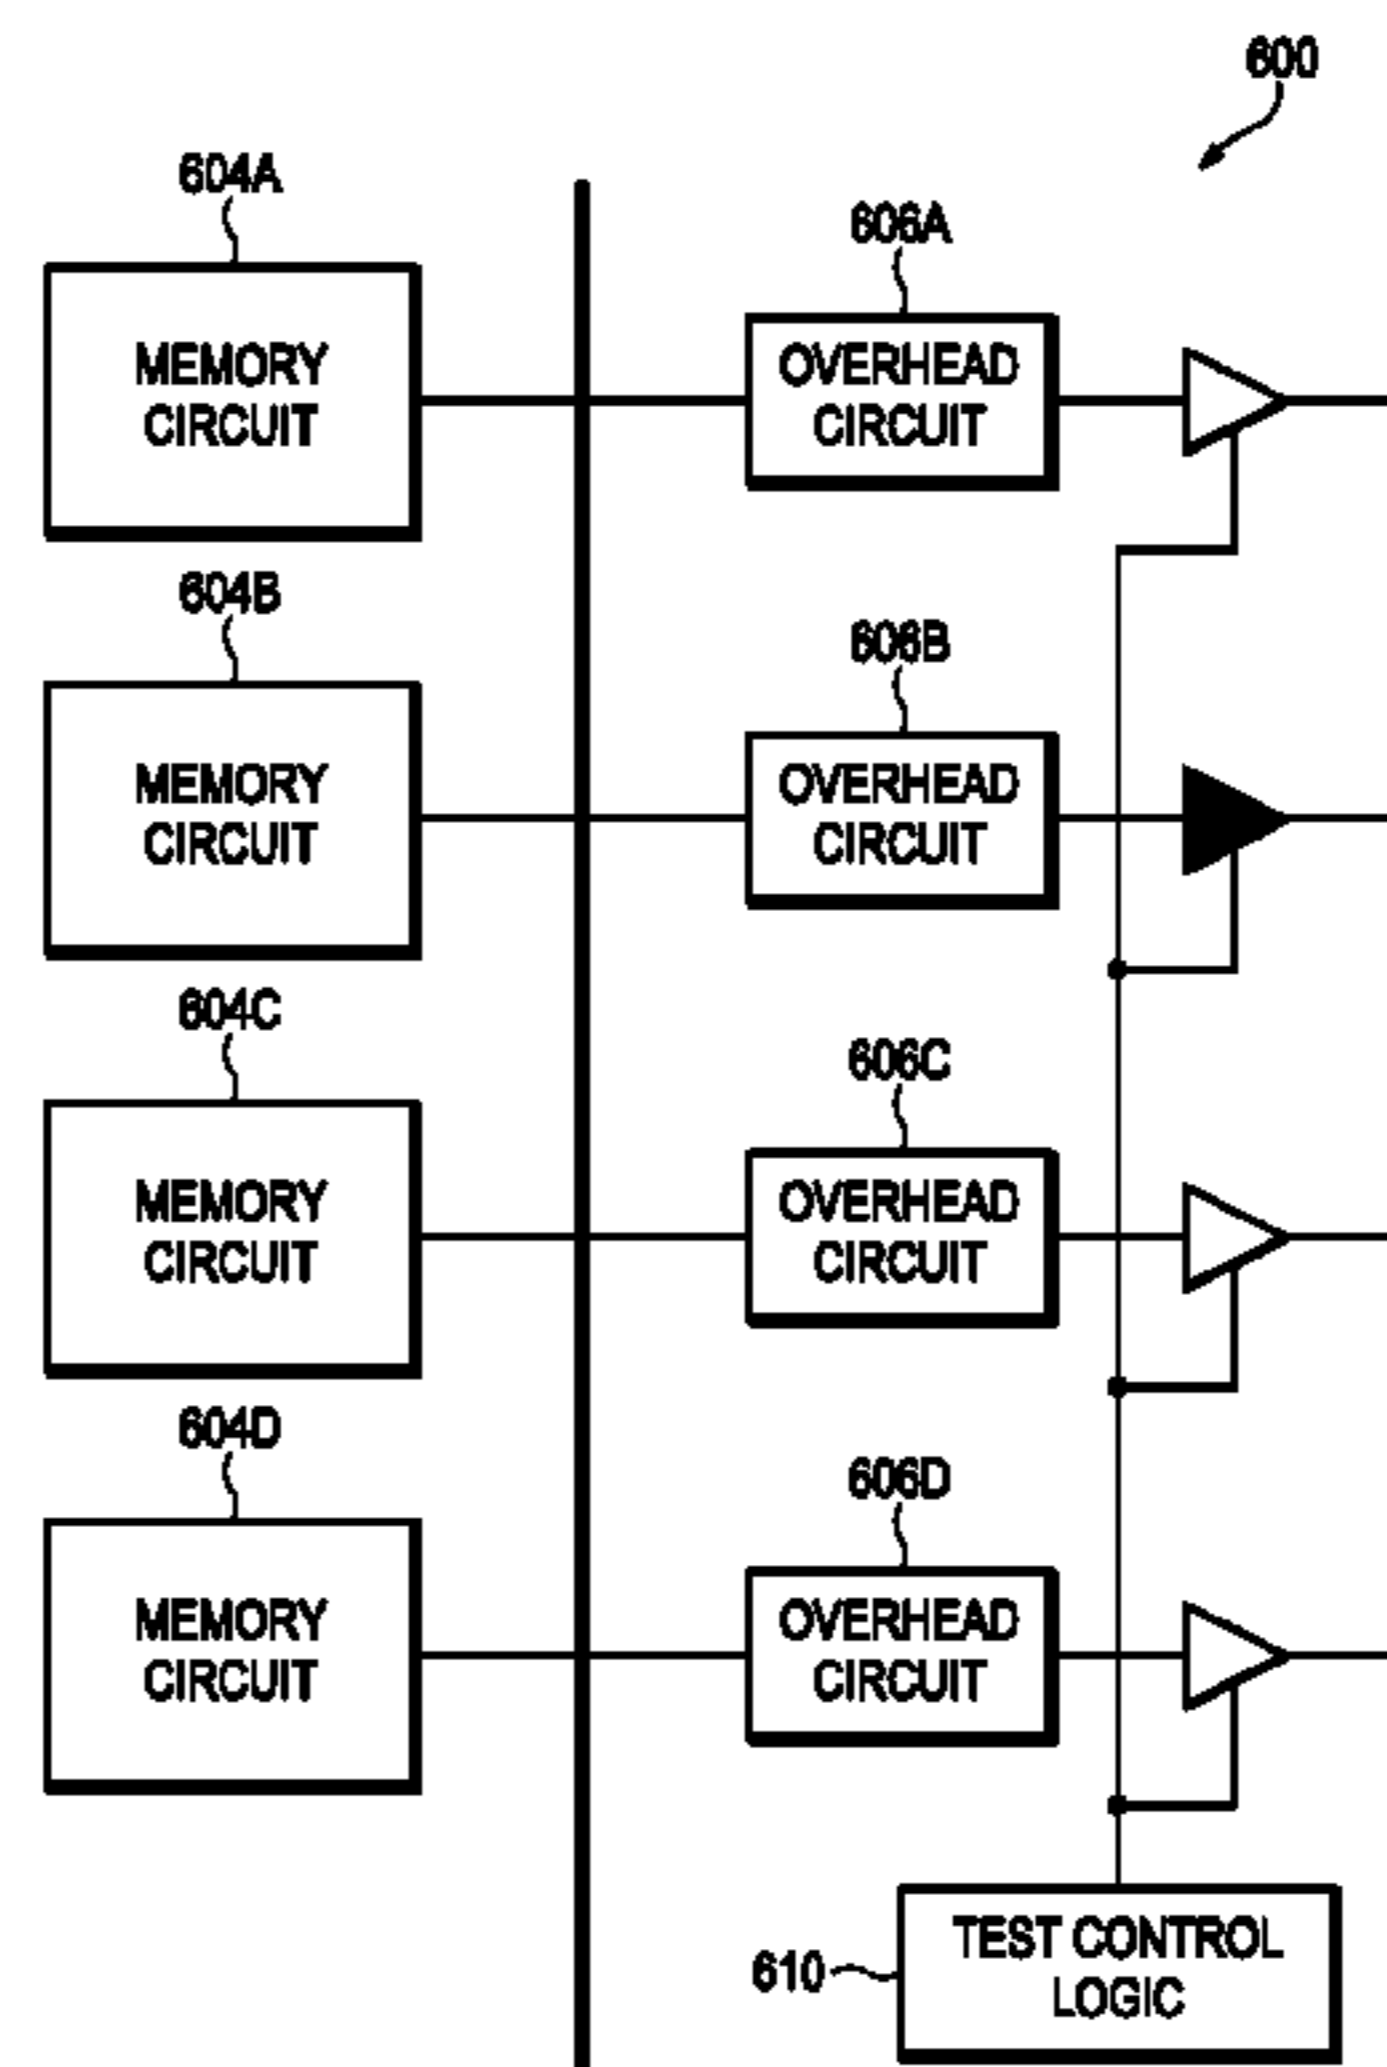 600
604A
606A
MEMORY
CIRCUIT
OVERHEAD
CIRCUIT
604B
606B
MEMORY
CIRCUIT
OVERHEAD
CIRCUIT
604C
606C
MEMORY
CIRCUIT
OVERHEAD
CIRCUIT
604D
606D
MEMORY
CIRCUIT
OVERHEAD
CIRCUIT
610
TEST CONTROL
LOGIC